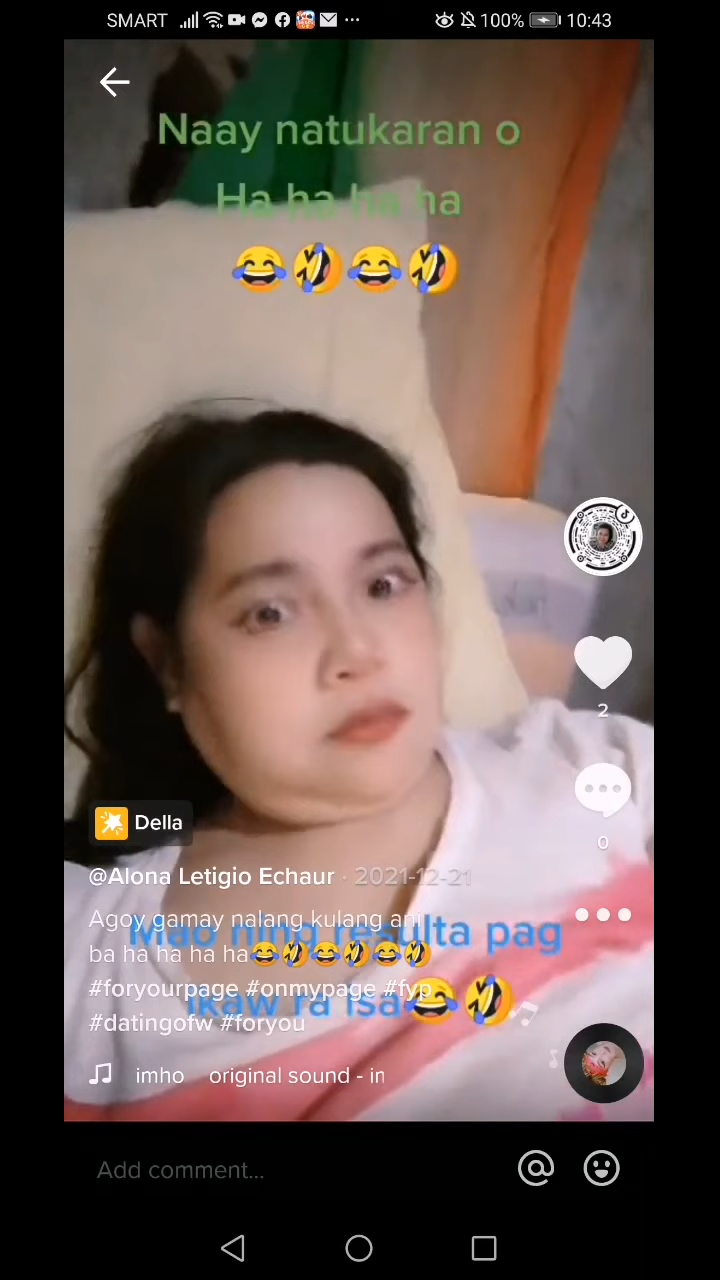 SMART 100% 10:43
Naay natukaran o
Ha ha ha ha
😂🤣😂🤣
Della
@Alona Letigio Echaur · 2021-12-21
Agoy gamay nalang kulang ani
ba ha ha ha ha😂🤣😂🤣😂🤣
#foryourpage #onmypage #fyp
#datingofw #foryou
Mao ning resulta pag
ikaw ra isa😂🤣
2
0
imho original sound - im
Add comment...